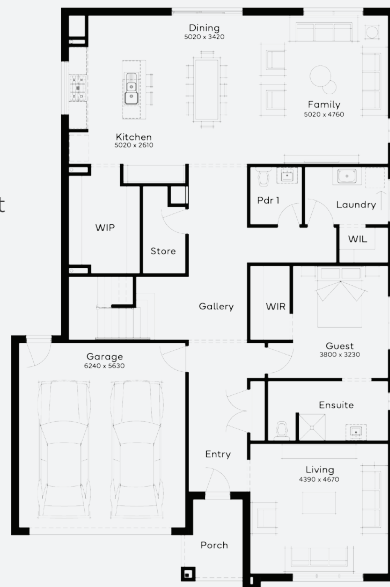 Dining
5020 x 3420
Family
5020 x 4760
Kitchen
5020 x 2610
t
Pdr 1
Laundry
WIP
Store
WIL
Gallery
WIR
Guest
3800 x 3230
Garage
6240 x 5630
Ensuite
Entry
Living
4390 x 4670
Porch